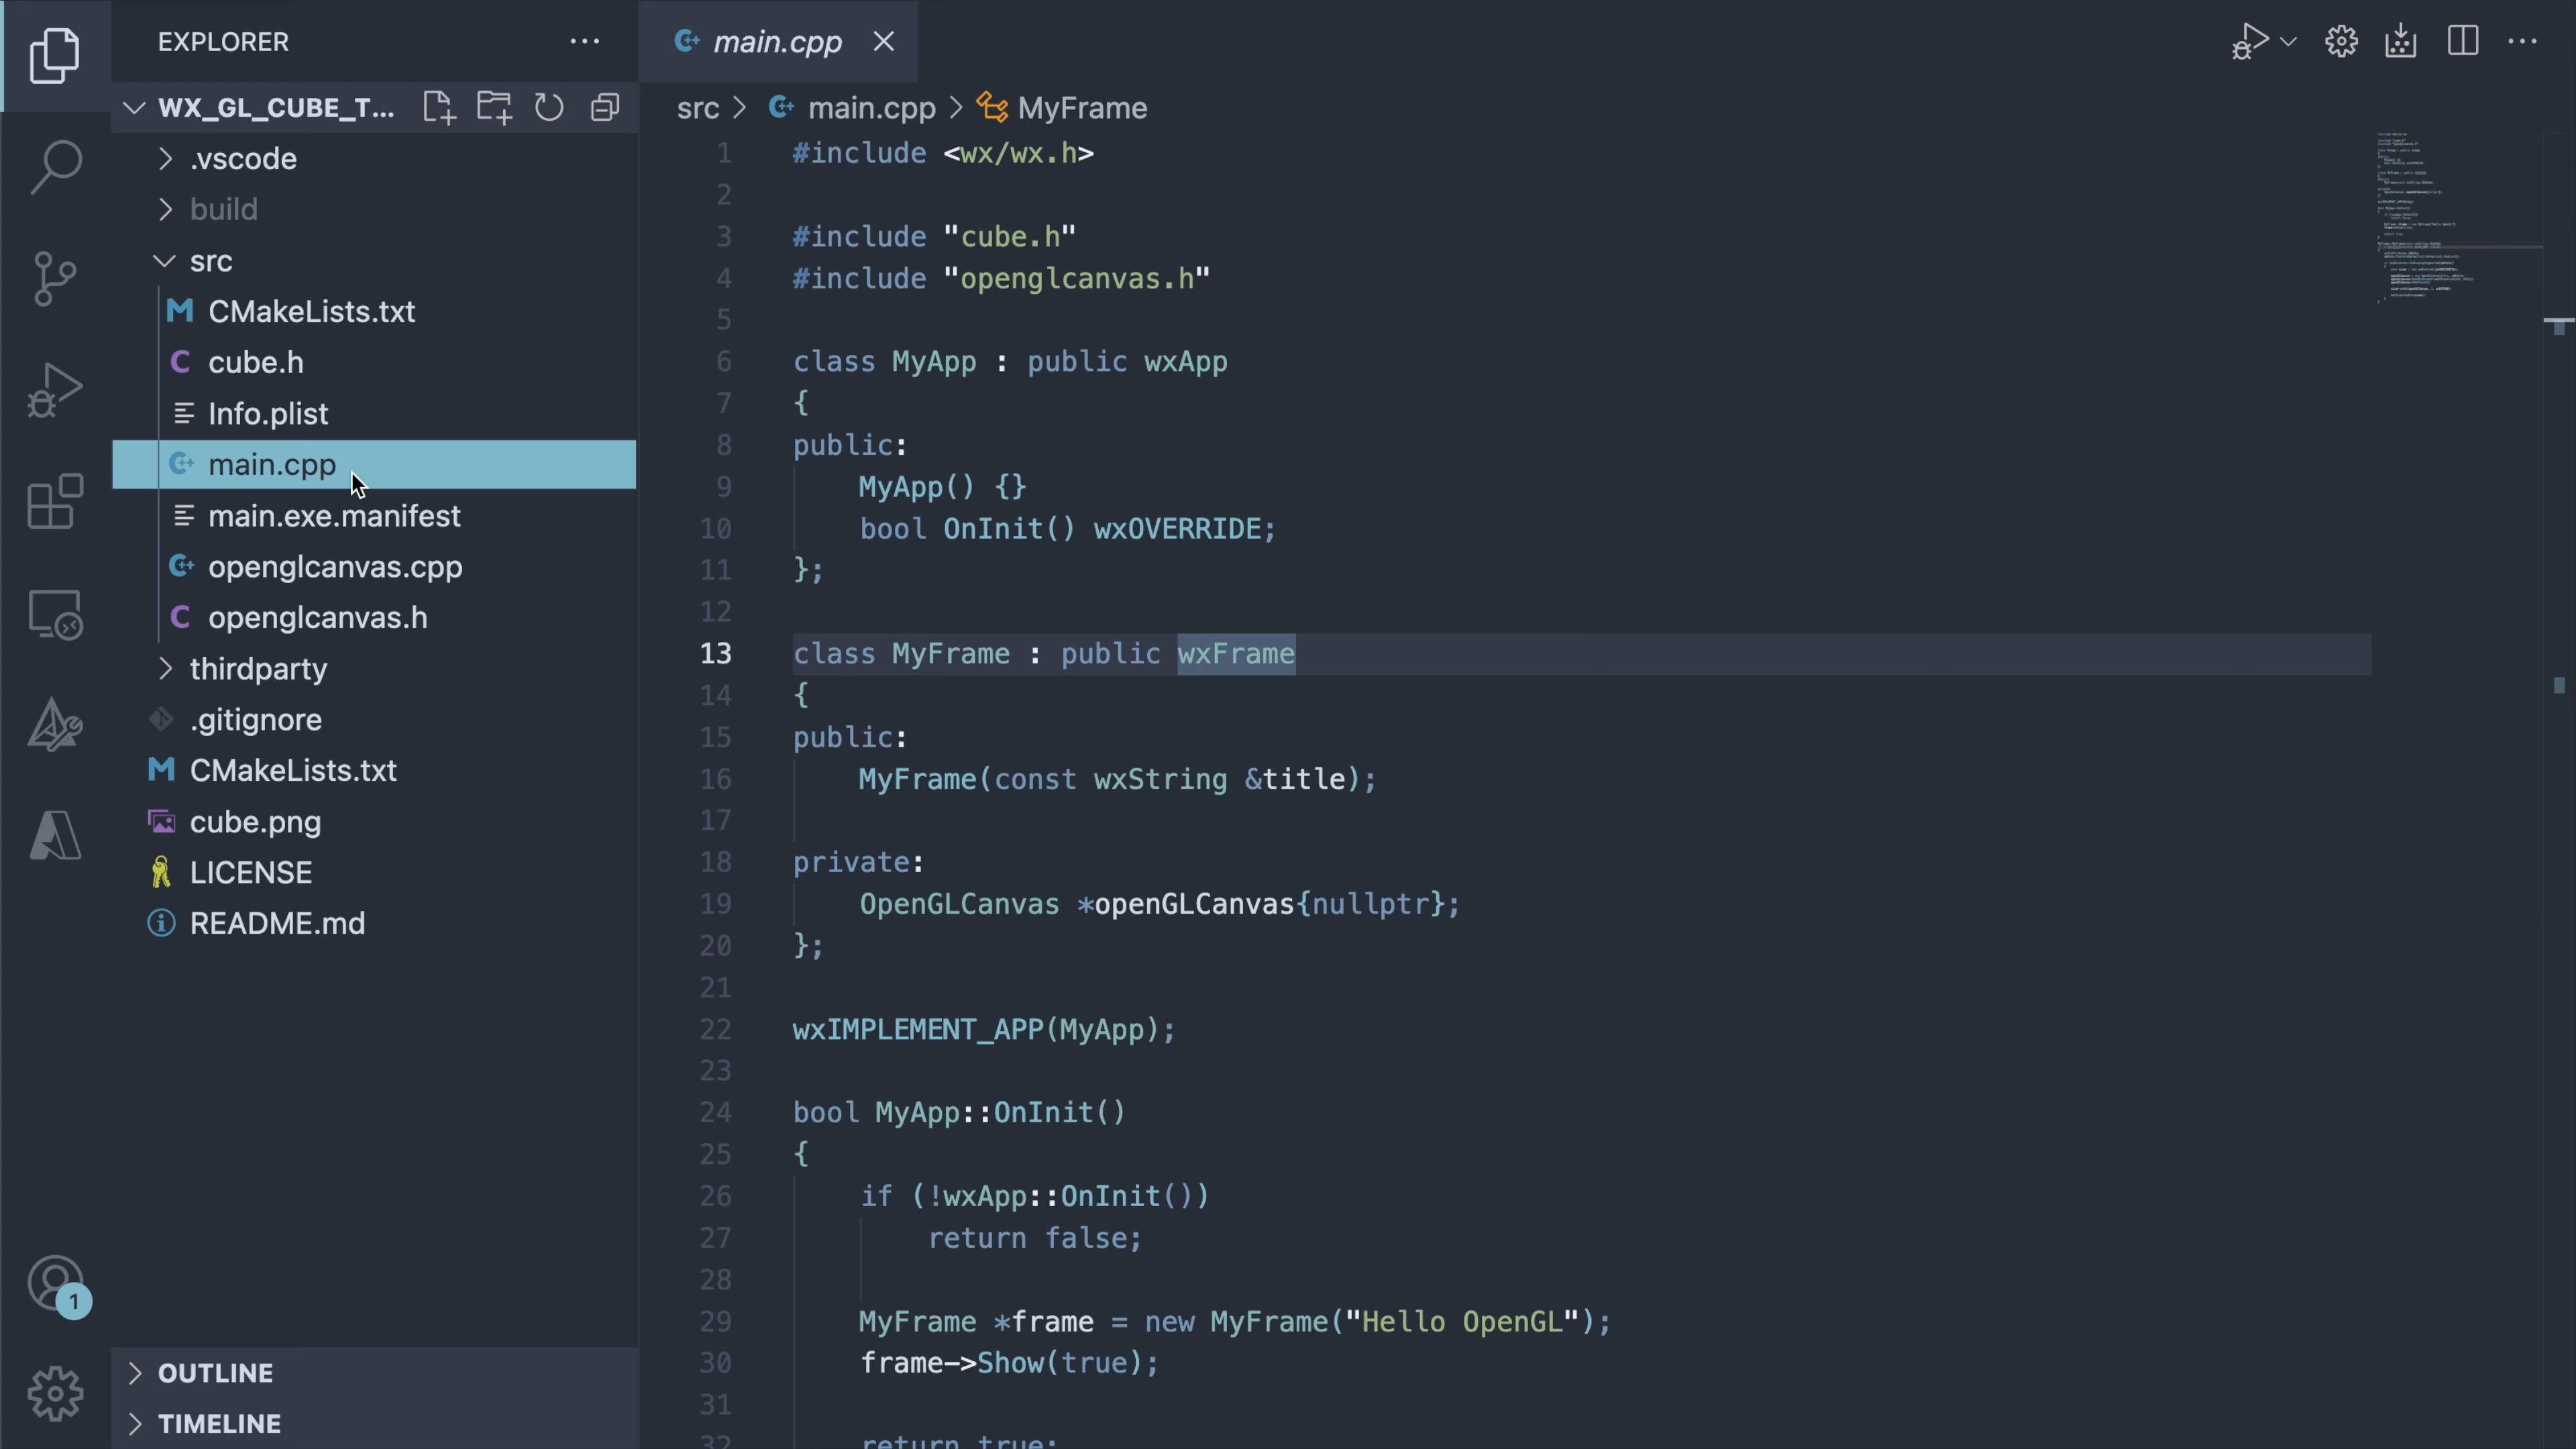 EXPLORER
WX_GL_CUBE_T...
.vscode
build
src
CMakeLists.txt
cube.h
Info.plist
main.cpp
main.exe.manifest
openglcanvas.cpp
openglcanvas.h
thirdparty
.gitignore
CMakeLists.txt
cube.png
LICENSE
README.md
1
OUTLINE
TIMELINE
main.cpp
src > main.cpp > MyFrame
1 #include <wx/wx.h>
2
3 #include "cube.h"
4 #include "openglcanvas.h"
5
6 class MyApp : public wxApp
7 {
8 public:
9 MyApp() {}
10 bool OnInit() wxOVERRIDE;
11 };
12
13 class MyFrame : public wxFrame
14 {
15 public:
16 MyFrame(const wxString &title);
17
18 private:
19 OpenGLCanvas *openGLCanvas{nullptr};
20 };
21
22 wxIMPLEMENT_APP(MyApp);
23
24 bool MyApp::OnInit()
25 {
26 if (!wxApp::OnInit())
27 return false;
28
29 MyFrame *frame = new MyFrame("Hello OpenGL");
30 frame->Show(true);
31
32 return true;